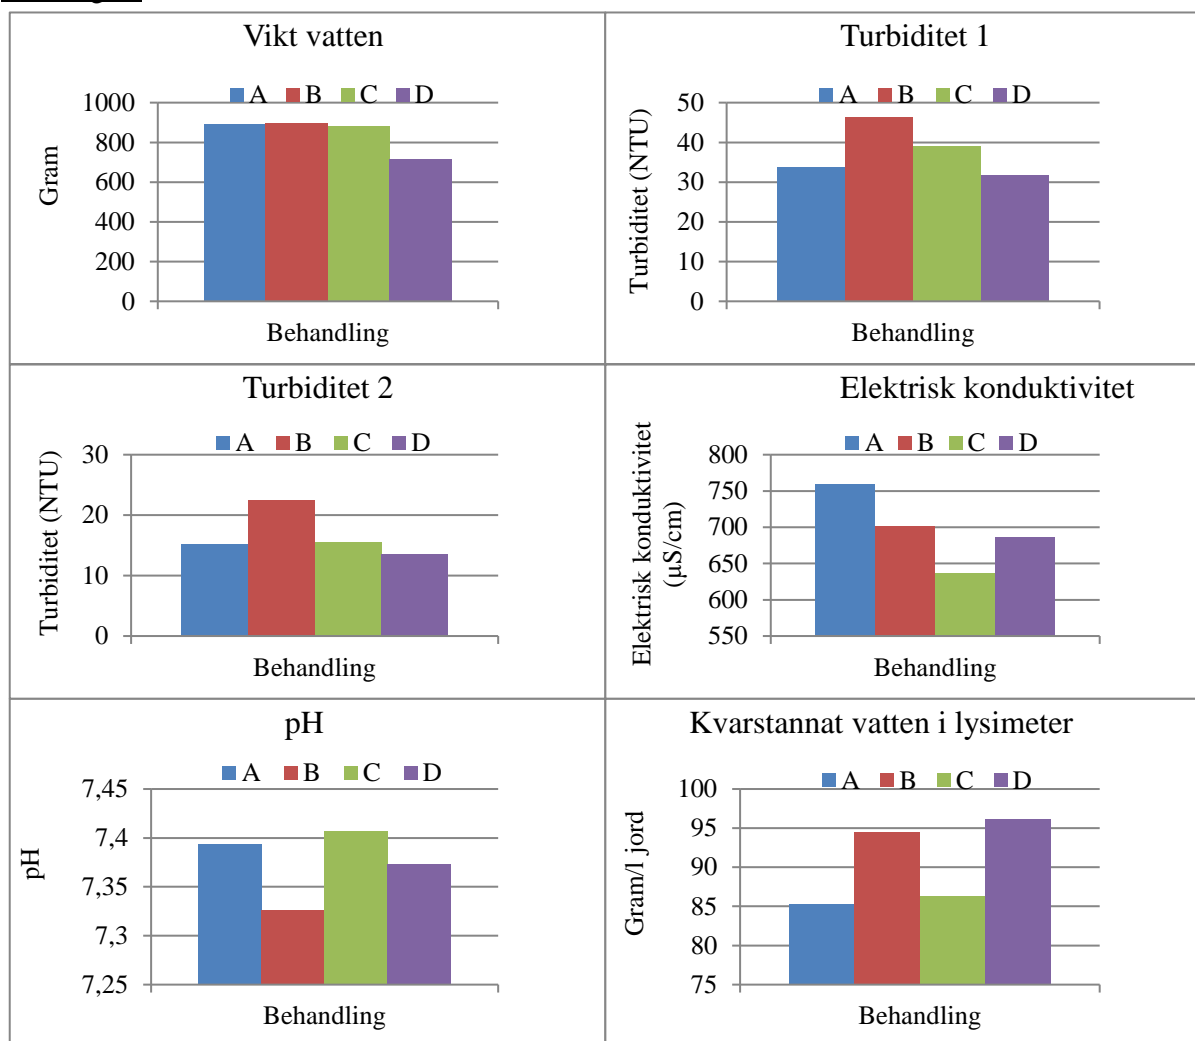 Vikt vatten
A B C D
1000
800
600
400
200
0
Gram
Behandling
Turbiditet 1
A B C D
50
40
30
20
10
0
Turbiditet (NTU)
Behandling
Turbiditet 2
A B C D
30
20
10
0
Turbiditet (NTU)
Behandling
Elektrisk konduktivitet
A B C D
800
750
700
650
600
550
Elektrisk konduktivitet
(µS/cm)
Behandling
pH
A B C D
7,45
7,4
7,35
7,3
7,25
pH
Behandling
Kvarstannat vatten i lysimeter
A B C D
100
95
90
85
80
75
Gram/l jord
Behandling